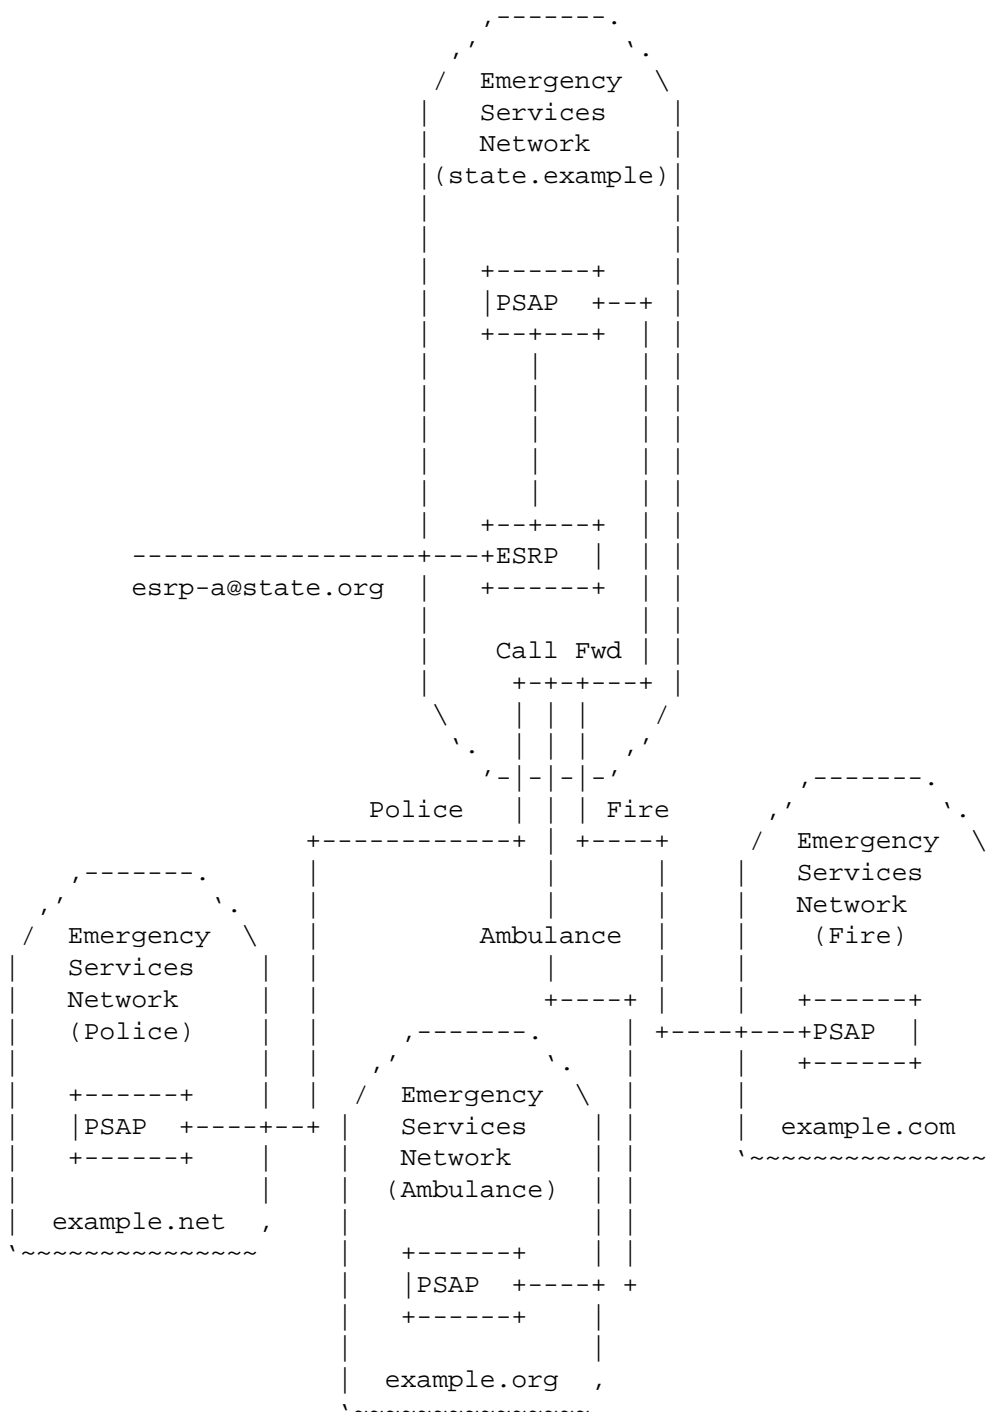 Emergency
Services
Network
(state.example)
PSAP
ESRP
esrp-a@state.org
Call Fwd
Police
Fire
Emergency
Services
Network
(Fire)
PSAP
example.com
Ambulance
Emergency
Services
Network
(Police)
PSAP
example.net
Emergency
Services
Network
(Ambulance)
PSAP
example.org